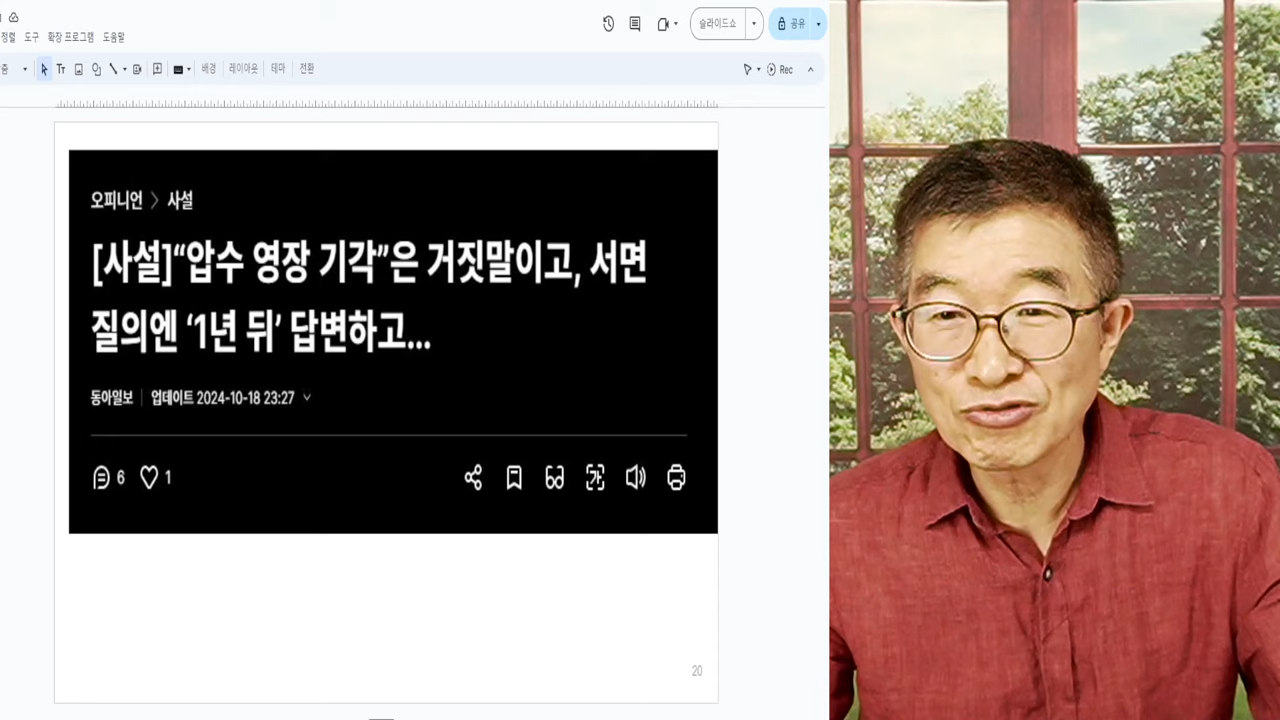 정렬 도구 확장 프로그램 도움말
슬라이드쇼
공유
배경 레이아웃 테마 전환
Rec
오피니언 > 사설
[사설]“압수 영장 기각”은 거짓말이고, 서면
질의엔 ‘1년 뒤’ 답변하고...
동아일보 | 업데이트 2024-10-18 23:27
6 1
가
20